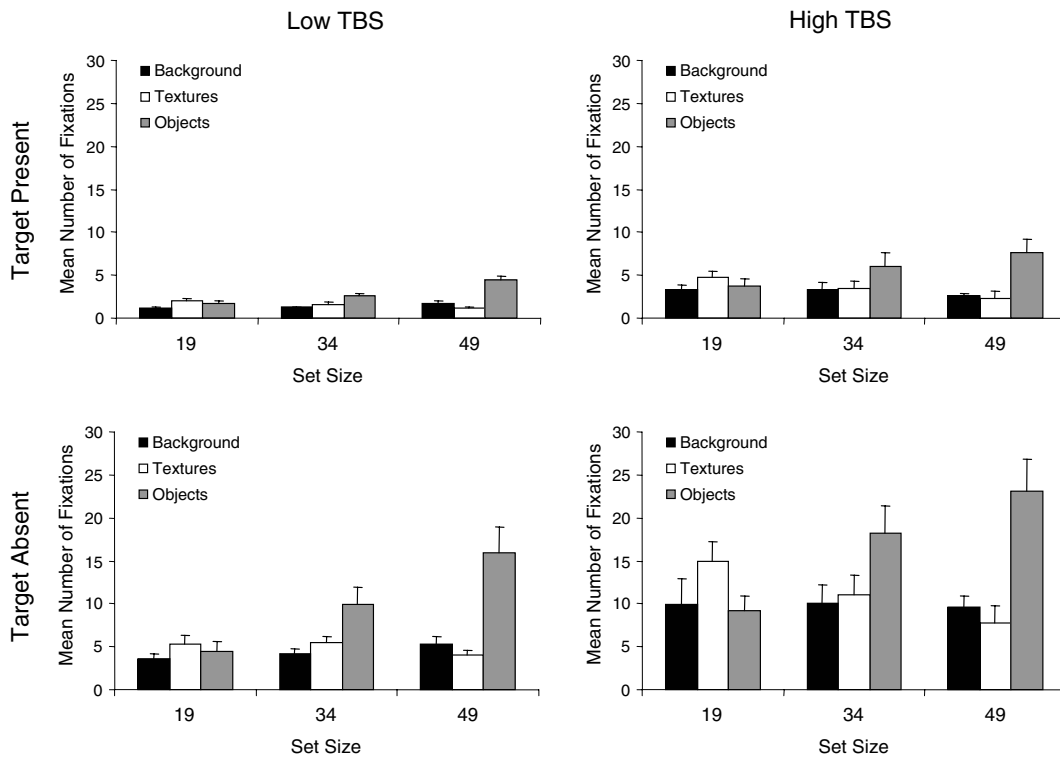 Low TBS
High TBS
Target Present
Mean Number of Fixations
30
25
20
15
10
5
0
Background
Textures
Objects
19
34
49
Set Size
Mean Number of Fixations
30
25
20
15
10
5
0
Background
Textures
Objects
19
34
49
Set Size
Target Absent
Mean Number of Fixations
30
25
20
15
10
5
0
Background
Textures
Objects
19
34
49
Set Size
Mean Number of Fixations
30
25
20
15
10
5
0
Background
Textures
Objects
19
34
49
Set Size